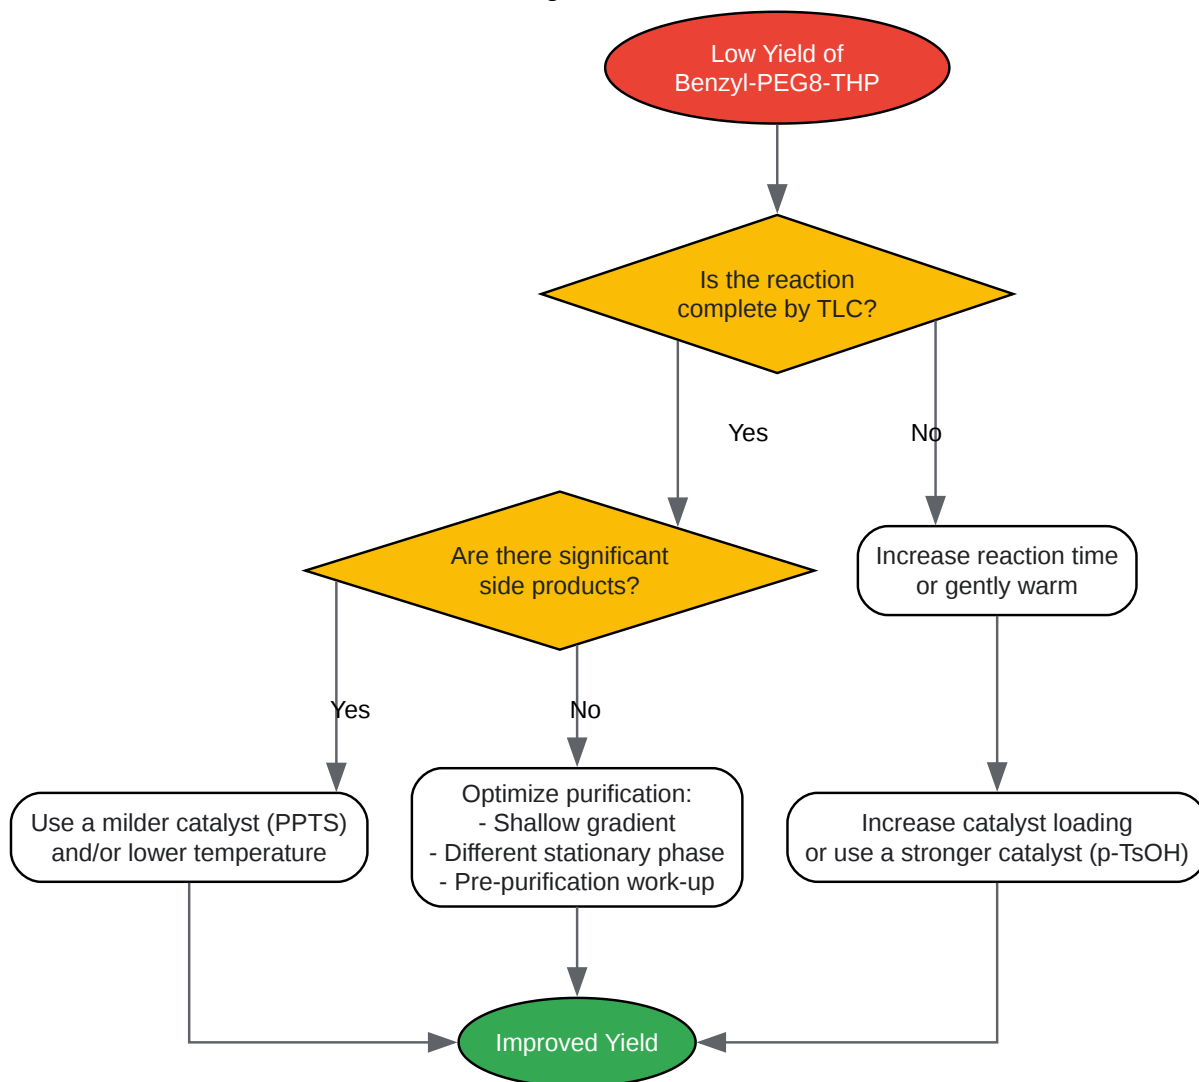 Low Yield of
Benzyl-PEG8-THP
Is the reaction
complete by TLC?
Yes
No
Are there significant
side products?
Increase reaction time
or gently warm
Yes
No
Use a milder catalyst (PPTS)
and/or lower temperature
Optimize purification:
- Shallow gradient
- Different stationary phase
- Pre-purification work-up
Increase catalyst loading
or use a stronger catalyst (p-TsOH)
Improved Yield